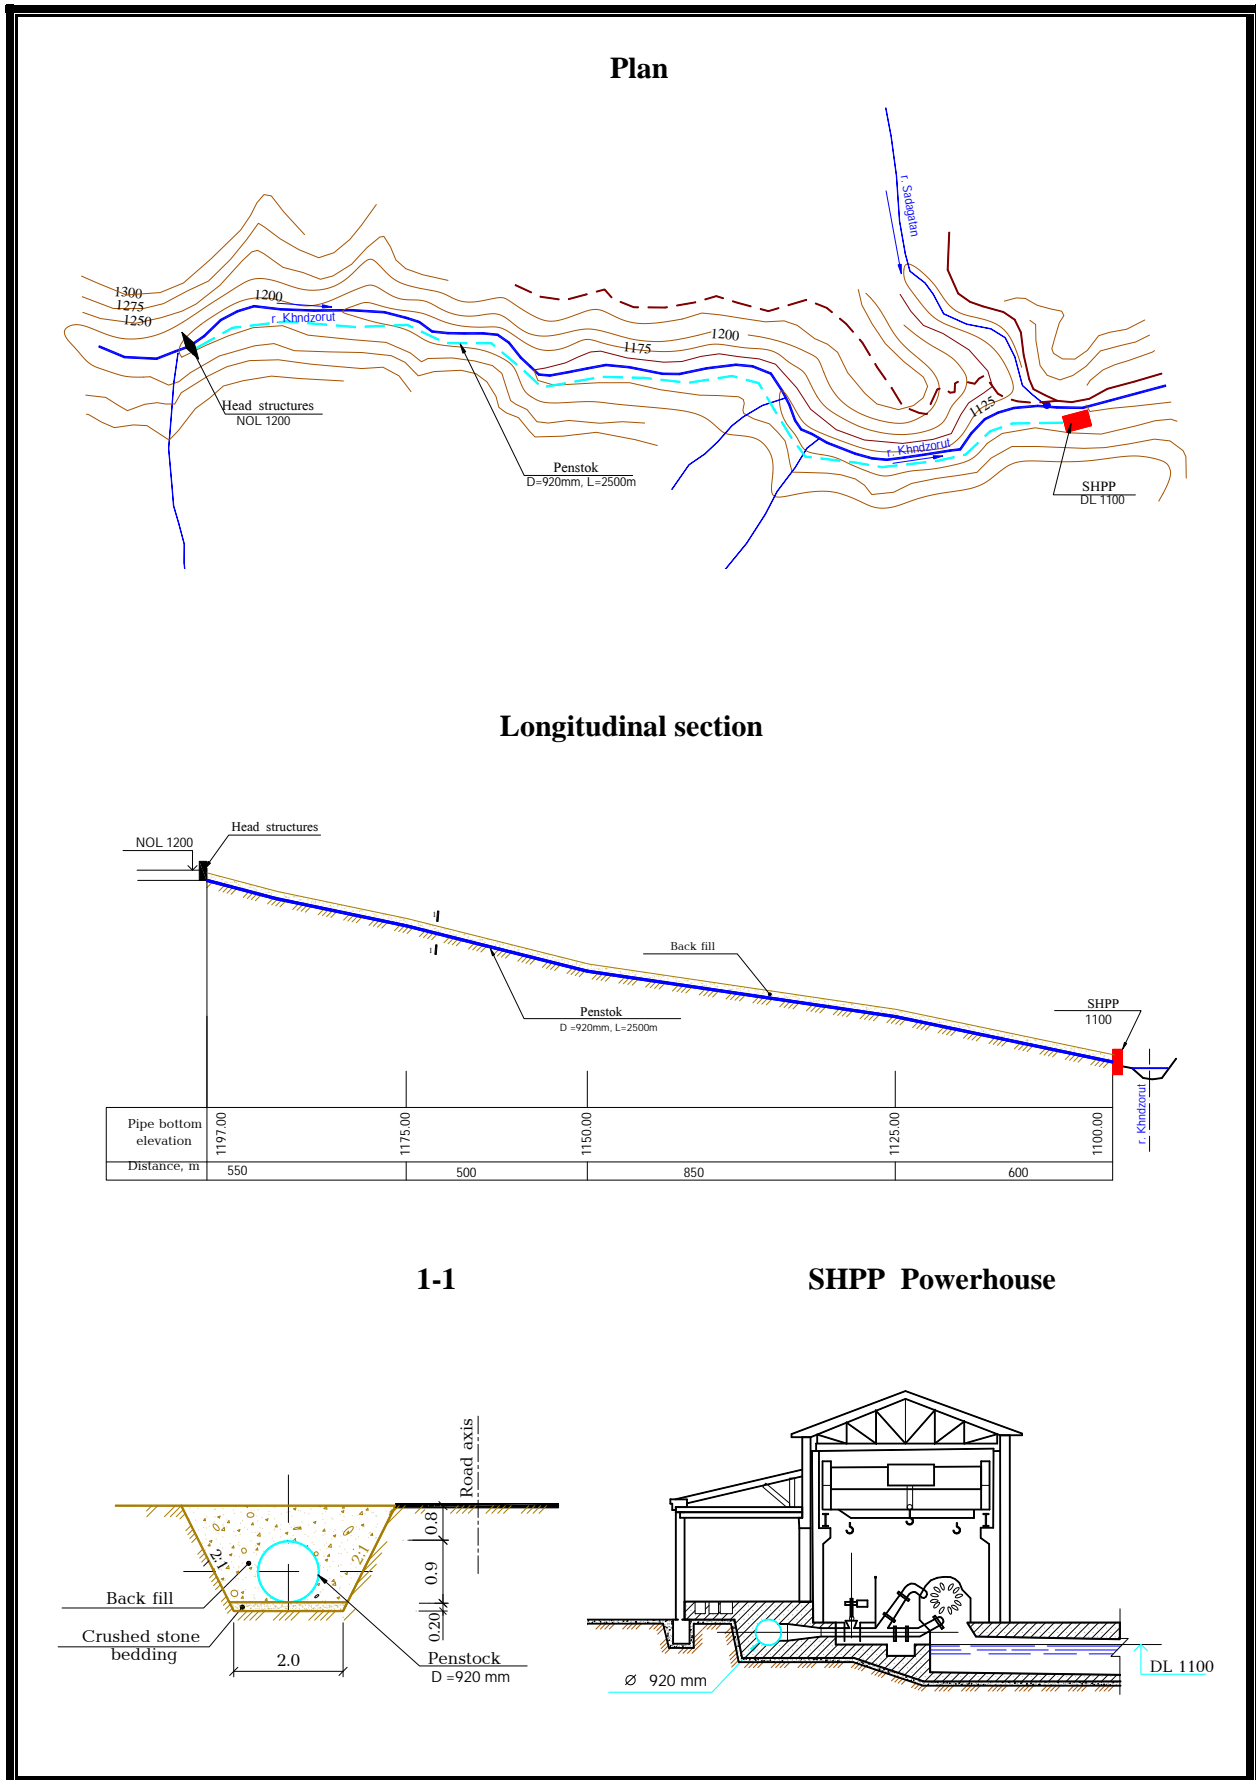 Plan
r. Sadagatan
1300
1275
1250
1200
r. Khndzorut
1175
1200
1125
Head structures
NOL 1200
r. Khndzorut
Penstok
D=920mm, L=2500m
SHPP
DL 1100
Longitudinal section
Head structures
NOL 1200
1
1
Back fill
Penstok
D =920mm, L=2500m
SHPP
1100
r. Khndzorut
Pipe bottom
elevation
1197.00
1175.00
1150.00
1125.00
1100.00
Distance, m
550
500
850
600
1-1
SHPP Powerhouse
Road axis
0.8
0.9
0.20
2:1
2:1
Back fill
Crushed stone
bedding
2.0
Penstock
D =920 mm
Ø 920 mm
DL 1100